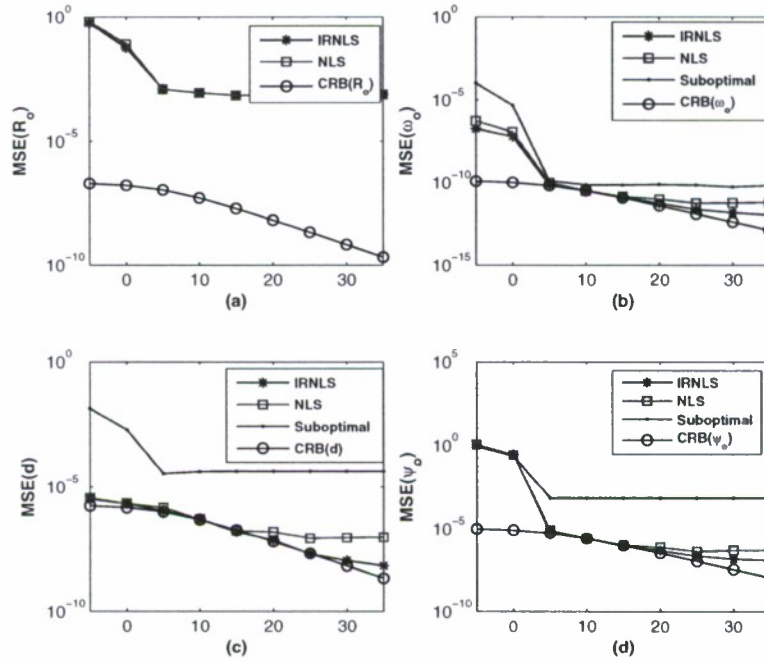 10^0
10^-5
10^-10
MSE(R_o)
IRNLS
NLS
CRB(R_o)
0 10 20 30
(a)
10^0
10^-5
10^-10
10^-15
MSE(ω_o)
IRNLS
NLS
Suboptimal
CRB(ω_o)
0 10 20 30
(b)
10^0
10^-5
10^-10
MSE(d)
IRNLS
NLS
Suboptimal
CRB(d)
0 10 20 30
(c)
10^5
10^0
10^-5
10^-10
MSE(ψ_o)
IRNLS
NLS
Suboptimal
CRB(ψ_o)
0 10 20 30
(d)